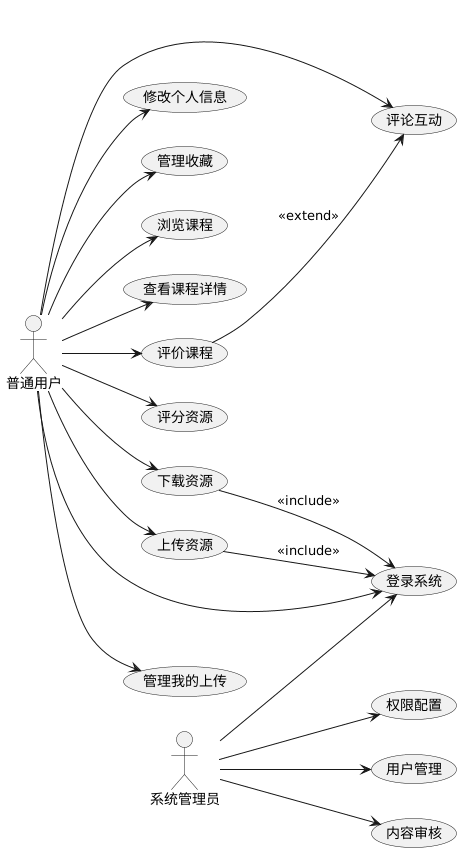 修改个人信息
评论互动
管理收藏
浏览课程
«extend»
查看课程详情
评价课程
普通用户
评分资源
下载资源
«include»
上传资源
«include»
登录系统
管理我的上传
权限配置
用户管理
系统管理员
内容审核